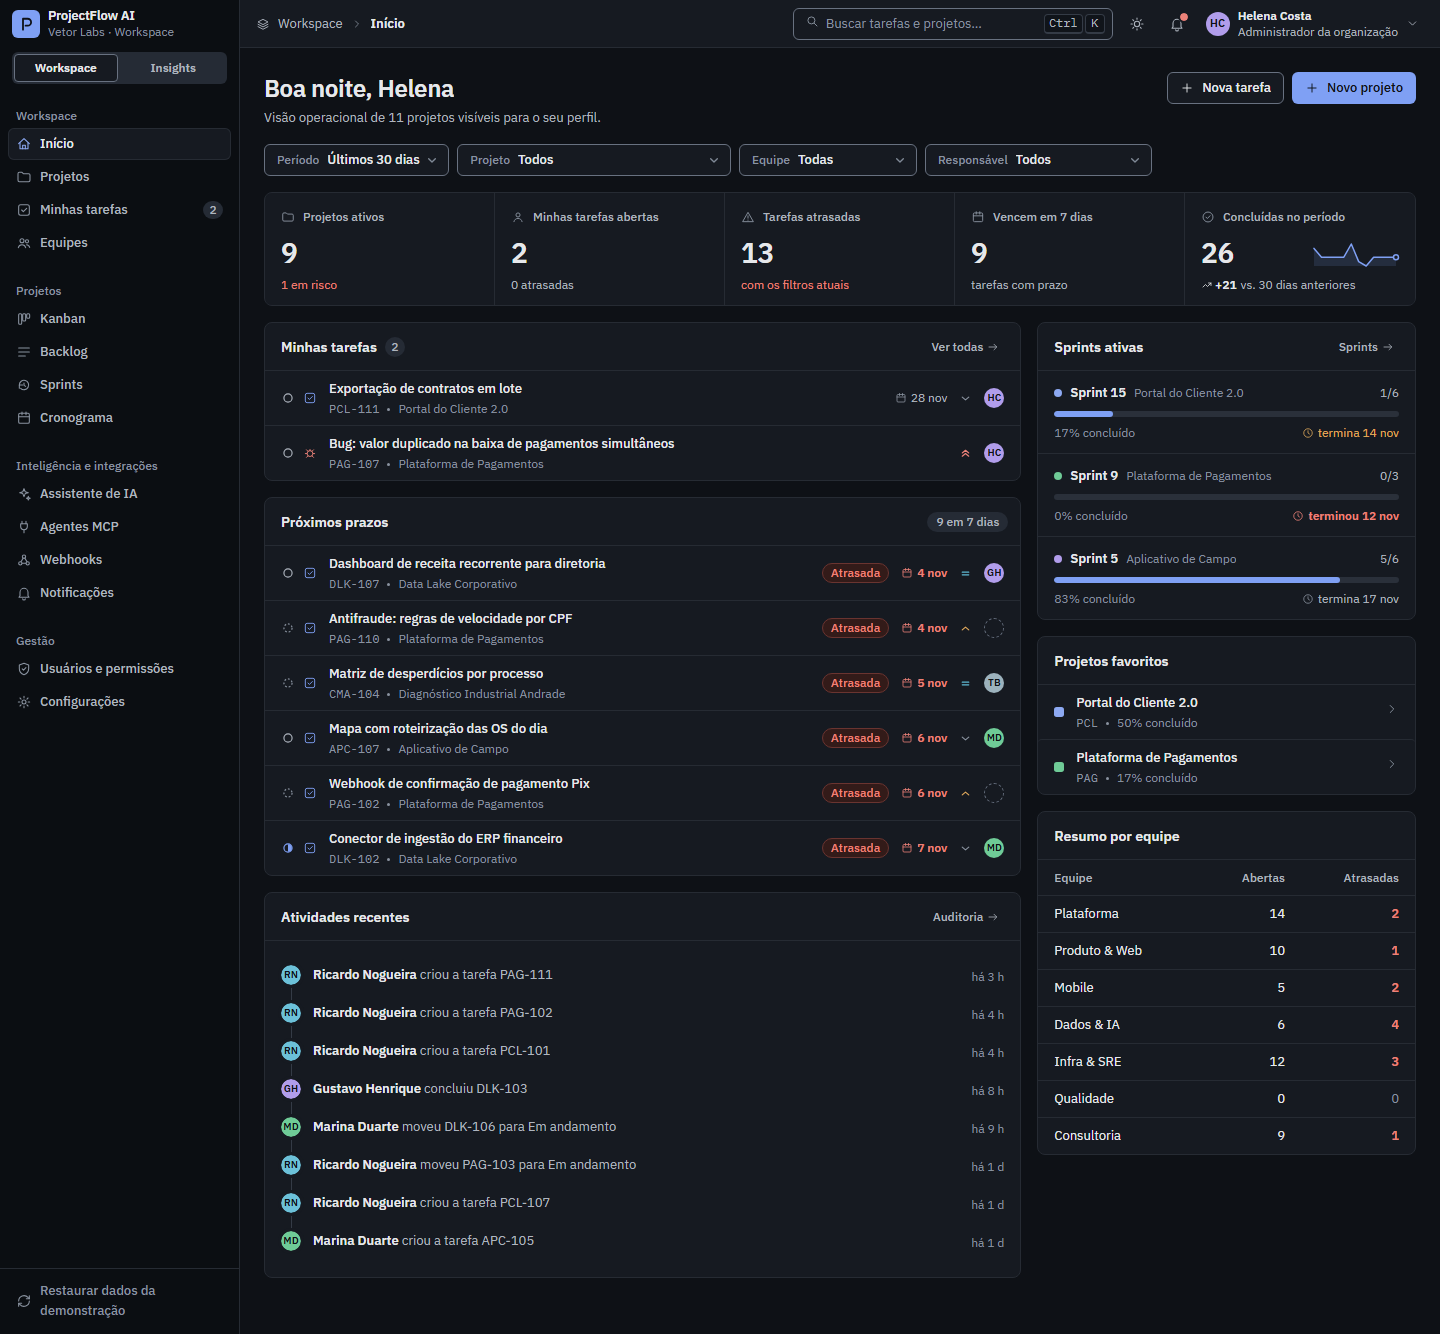 ProjectFlow AI
Vetor Labs · Workspace
Workspace
Insights
Workspace
Início
Projetos
Minhas tarefas
2
Equipes
Projetos
Kanban
Backlog
Sprints
Cronograma
Inteligência e integrações
Assistente de IA
Agentes MCP
Webhooks
Notificações
Gestão
Usuários e permissões
Configurações
Restaurar dados da
demonstração
Workspace
Início
Buscar tarefas e projetos...
Ctrl K
HC
Helena Costa
Administrador da organização
Boa noite, Helena
Visão operacional de 11 projetos visíveis para o seu perfil.
Nova tarefa
Novo projeto
Período Últimos 30 dias
Projeto Todos
Equipe Todas
Responsável Todos
Projetos ativos
9
1 em risco
Minhas tarefas abertas
2
0 atrasadas
Tarefas atrasadas
13
com os filtros atuais
Vencem em 7 dias
9
tarefas com prazo
Concluídas no período
26
+21 vs. 30 dias anteriores
Minhas tarefas 2
Ver todas →
Exportação de contratos em lote
PCL-111 • Portal do Cliente 2.0
28 nov
HC
Bug: valor duplicado na baixa de pagamentos simultâneos
PAG-107 • Plataforma de Pagamentos
HC
Próximos prazos
9 em 7 dias
Dashboard de receita recorrente para diretoria
DLK-107 • Data Lake Corporativo
Atrasada
4 nov
GH
Antifraude: regras de velocidade por CPF
PAG-110 • Plataforma de Pagamentos
Atrasada
4 nov
Matriz de desperdícios por processo
CMA-104 • Diagnóstico Industrial Andrade
Atrasada
5 nov
TB
Mapa com roteirização das OS do dia
APC-107 • Aplicativo de Campo
Atrasada
6 nov
MD
Webhook de confirmação de pagamento Pix
PAG-102 • Plataforma de Pagamentos
Atrasada
6 nov
Conector de ingestão do ERP financeiro
DLK-102 • Data Lake Corporativo
Atrasada
7 nov
MD
Atividades recentes
Auditoria →
RN Ricardo Nogueira criou a tarefa PAG-111 há 3 h
RN Ricardo Nogueira criou a tarefa PAG-102 há 4 h
RN Ricardo Nogueira criou a tarefa PCL-101 há 4 h
GH Gustavo Henrique concluiu DLK-103 há 8 h
MD Marina Duarte moveu DLK-106 para Em andamento há 9 h
RN Ricardo Nogueira moveu PAG-103 para Em andamento há 1 d
RN Ricardo Nogueira criou a tarefa PCL-107 há 1 d
MD Marina Duarte criou a tarefa APC-105 há 1 d
Sprints ativas
Sprints →
Sprint 15 Portal do Cliente 2.0 1/6
17% concluído
termina 14 nov
Sprint 9 Plataforma de Pagamentos 0/3
0% concluído
terminou 12 nov
Sprint 5 Aplicativo de Campo 5/6
83% concluído
termina 17 nov
Projetos favoritos
Portal do Cliente 2.0
PCL • 50% concluído
Plataforma de Pagamentos
PAG • 17% concluído
Resumo por equipe
Equipe Abertas Atrasadas
Plataforma 14 2
Produto & Web 10 1
Mobile 5 2
Dados & IA 6 4
Infra & SRE 12 3
Qualidade 0 0
Consultoria 9 1